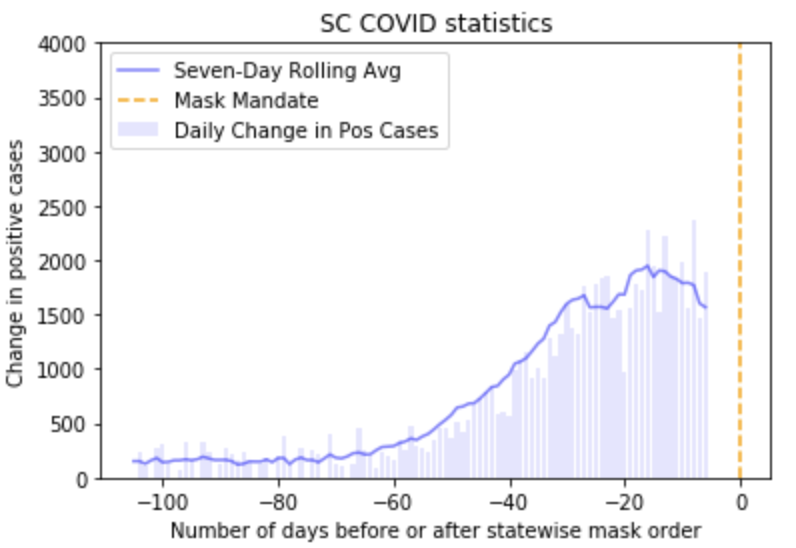 SC COVID statistics
4000
3500
3000
2500
2000
1500
1000
500
0
Change in positive cases
Seven-Day Rolling Avg
Mask Mandate
Daily Change in Pos Cases
−100 −80 −60 −40 −20 0
Number of days before or after statewise mask order